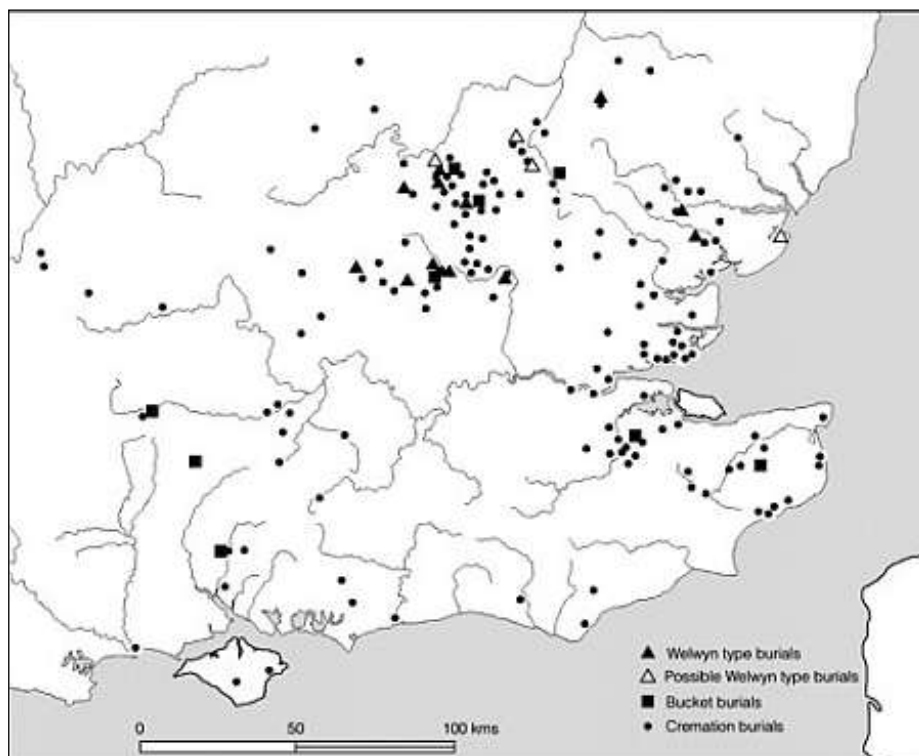 Welwyn type burials
Possible Welwyn type burials
Bucket burials
Cremation burials
0 50 100 kms